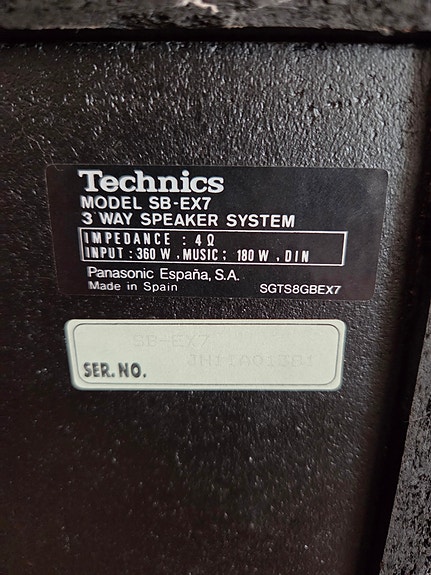 Technics
MODEL SB-EX7
3 WAY SPEAKER SYSTEM
IMPEDANCE : 4 Ω
INPUT : 360 W . MUSIC ; 180 W . DIN
Panasonic España, S.A.
Made in Spain SGTS8GBEX7
SB-EX7
SER. NO.